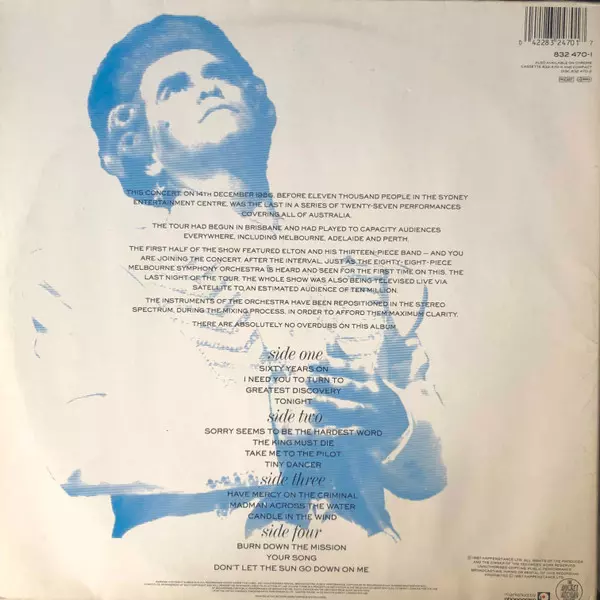 0 42283 24701 7
832 470-1
ALSO AVAILABLE ON CHROME
THIS CONCERT ON 14TH DECEMBER 1986, BEFORE ELEVEN THOUSAND PEOPLE IN THE SYDNEY
ENTERTAINMENT CENTRE, WAS THE LAST IN A SERIES OF TWENTY-SEVEN PERFORMANCES
COVERING ALL OF AUSTRALIA.
THE TOUR HAD BEGUN IN BRISBANE AND HAD PLAYED TO CAPACITY AUDIENCES
EVERYWHERE, INCLUDING MELBOURNE, ADELAIDE AND PERTH.
THE FIRST HALF OF THE SHOW FEATURED ELTON AND HIS THIRTEEN-PIECE BAND – AND YOU
ARE JOINING THE CONCERT, AFTER THE INTERVAL, JUST AS THE EIGHTY-EIGHT-PIECE
MELBOURNE SYMPHONY ORCHESTRA IS HEARD AND SEEN FOR THE FIRST TIME ON THIS, THE
LAST NIGHT OF THE TOUR. THE WHOLE SHOW WAS ALSO BEING TELEVISED LIVE VIA
SATELLITE TO AN ESTIMATED AUDIENCE OF TEN MILLION.
THE INSTRUMENTS OF THE ORCHESTRA HAVE BEEN REPOSITIONED IN THE STEREO
SPECTRUM, DURING THE MIXING PROCESS, IN ORDER TO AFFORD THEM MAXIMUM CLARITY.
THERE ARE ABSOLUTELY NO OVERDUBS ON THIS ALBUM.
side one
SIXTY YEARS ON
I NEED YOU TO TURN TO
GREATEST DISCOVERY
TONIGHT
side two
SORRY SEEMS TO BE THE HARDEST WORD
THE KING MUST DIE
TAKE ME TO THE PILOT
TINY DANCER
side three
HAVE MERCY ON THE CRIMINAL
MADMAN ACROSS THE WATER
CANDLE IN THE WIND
side four
BURN DOWN THE MISSION
YOUR SONG
DON'T LET THE SUN GO DOWN ON ME